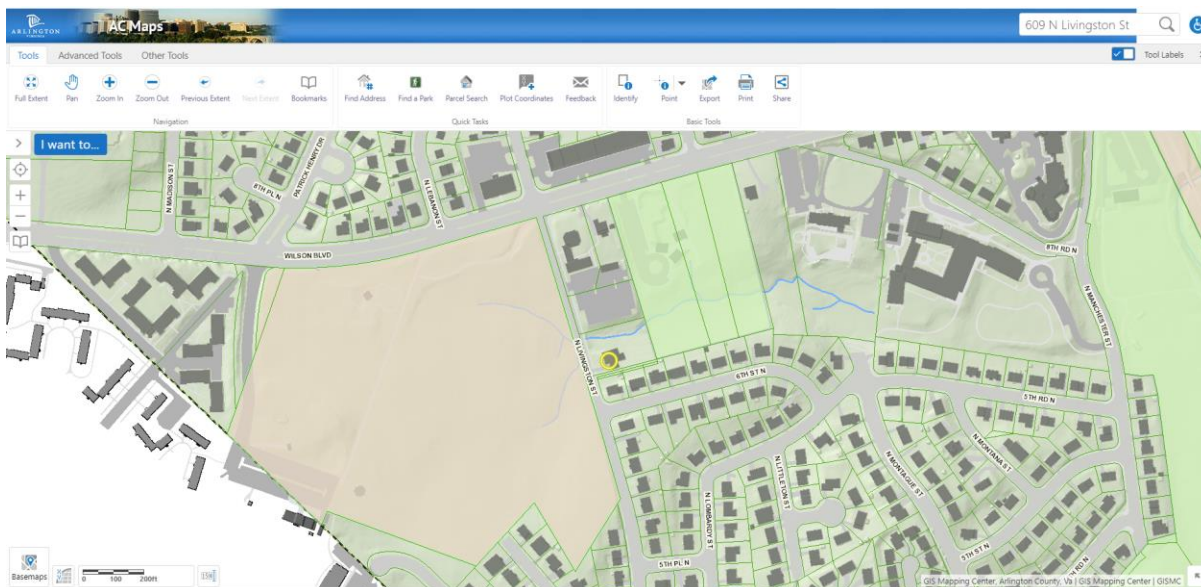 ARLINGTON
VIRGINIA
AC Maps
609 N Livingston St
Tools
Advanced Tools
Other Tools
Tool Labels
Full Extent
Pan
Zoom In
Zoom Out
Previous Extent
Next Extent
Bookmarks
Find Address
Find a Park
Parcel Search
Plot Coordinates
Feedback
Identify
Point
Export
Print
Share
Navigation
Quick Tasks
Basic Tools
I want to...
N MADISON ST
8TH PL N
PATRICK HENRY DR
N LEBANON ST
WILSON BLVD
8TH RD N
N MANCHESTER ST
N LIVINGSTON ST
6TH ST N
5TH RD N
N MONTANA ST
N MONTAGUE ST
N LITTLETON ST
N LOMBARDY ST
5TH ST N
5TH PL N
Basemaps
0 100 200ft
GIS Mapping Center, Arlington County, Va | GIS Mapping Center | GISMC